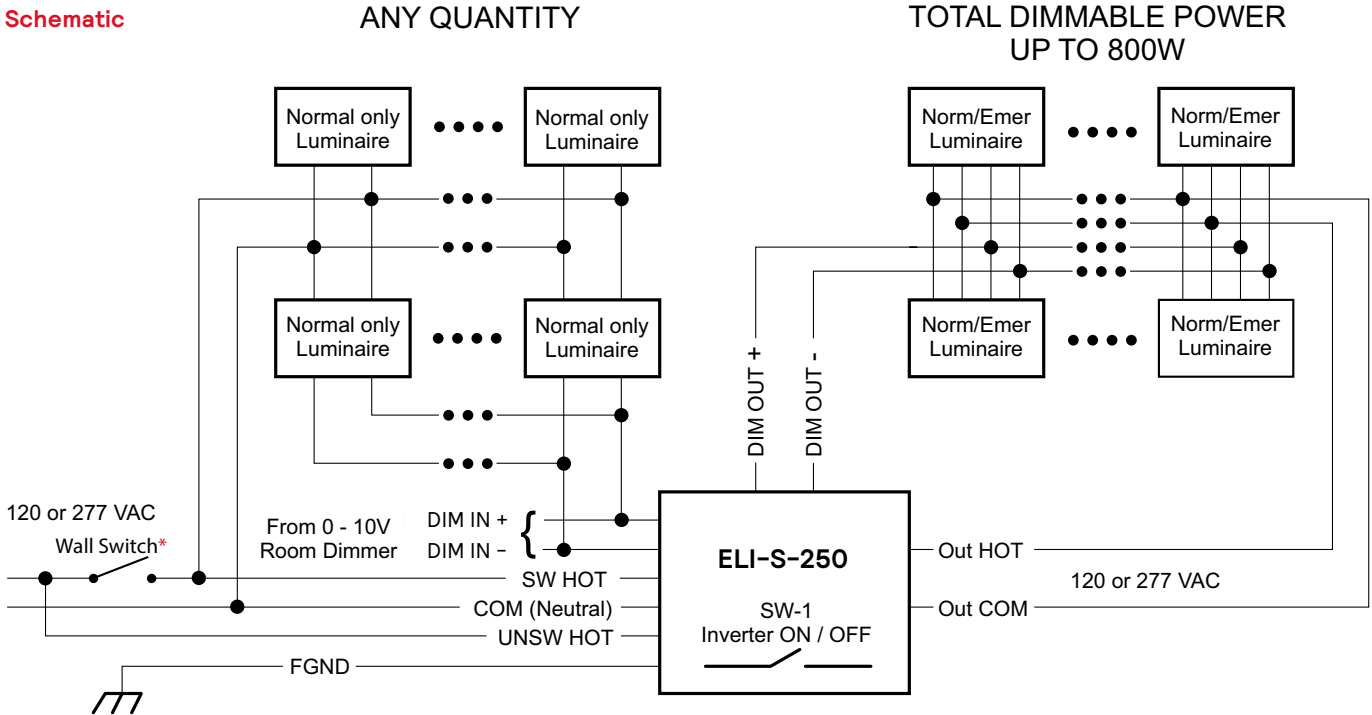 Schematic
ANY QUANTITY
TOTAL DIMMABLE POWER
UP TO 800W
Normal only
Luminaire
Normal only
Luminaire
Norm/Emer
Luminaire
Norm/Emer
Luminaire
Normal only
Luminaire
Normal only
Luminaire
Norm/Emer
Luminaire
Norm/Emer
Luminaire
DIM OUT +
DIM OUT -
120 or 277 VAC
Wall Switch*
From 0 - 10V
Room Dimmer
DIM IN +
DIM IN –
{
SW HOT
COM (Neutral)
UNSW HOT
FGND
ELI-S-250
SW-1
Inverter ON / OFF
Out HOT
120 or 277 VAC
Out COM